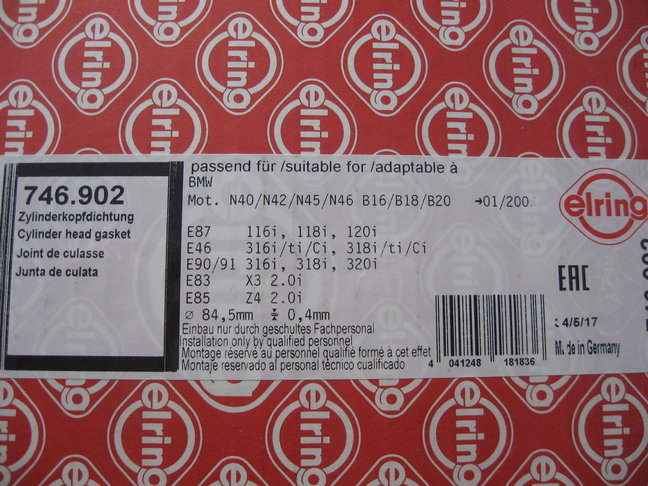 746.902
Zylinderkopfdichtung
Cylinder head gasket
Joint de culasse
Junta de culata
passend für /suitable for /adaptable à
BMW
Mot. N40/N42/N45/N46 B16/B18/B20 →01/200
E87 116i, 118i, 120i
E46 316i/ti/Ci, 318i/ti/Ci
E90/91 316i, 318i, 320i
E83 X3 2.0i
E85 Z4 2.0i
⌀ 84,5mm 0,4mm
Einbau nur durch geschultes Fachpersonal
Installation only by qualified personnel
Montage réservé au personnel qualifié formé à cet effet
Montaje reservado al personal técnico cualificado
4 041248 181836
elring
EAC
4/5/17
Made in Germany